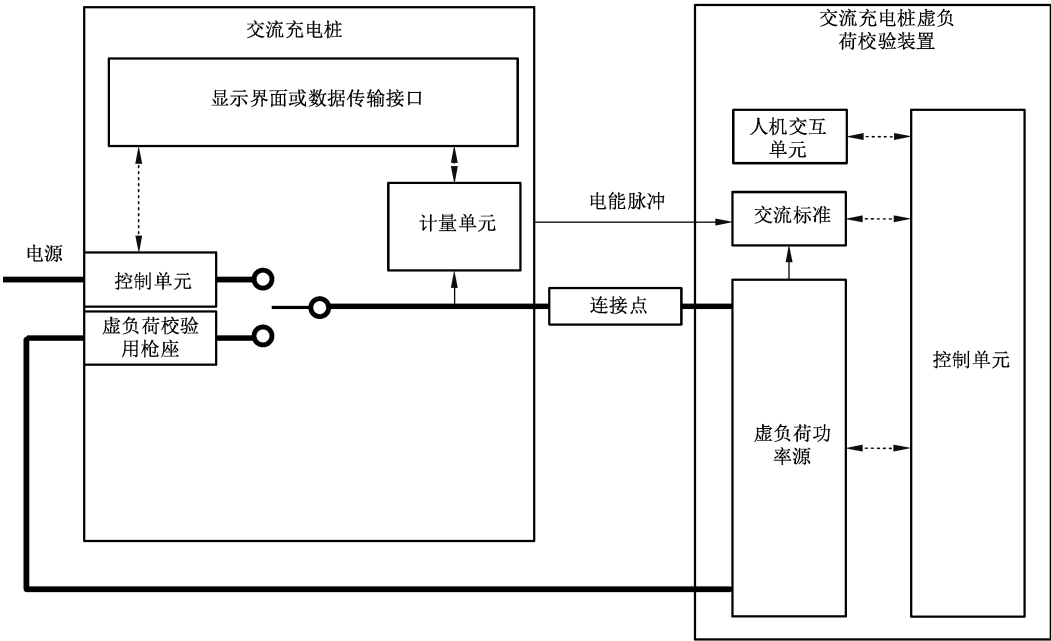 交流充电桩
显示界面或数据传输接口
计量单元
电源
控制单元
虚负荷校验
用枪座
电能脉冲
连接点
交流充电桩虚负
荷校验装置
人机交互
单元
交流标准
虚负荷功
率源
控制单元